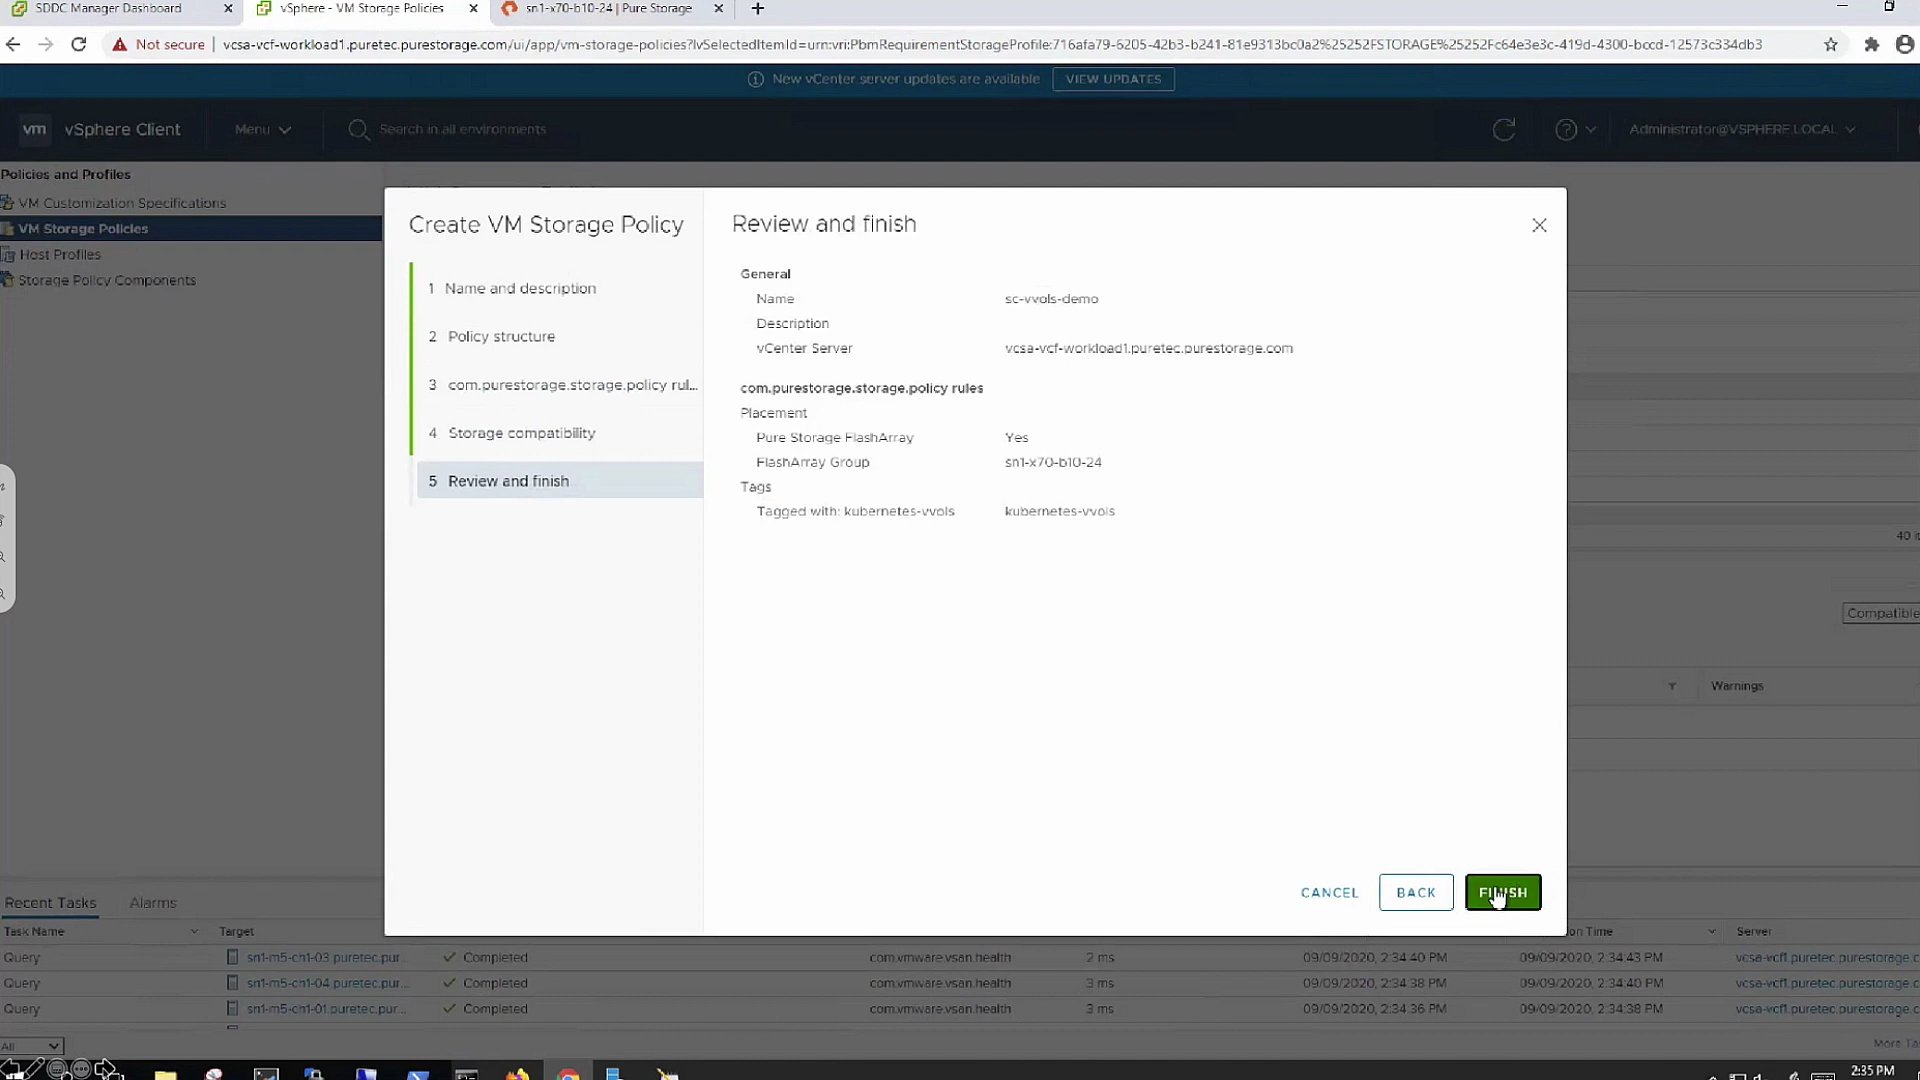 SDDC Manager Dashboard
vSphere - VM Storage Policies
sn1-x70-b10-24 | Pure Storage
Not secure
vcsa-vcf-workload1.puretec.purestorage.com/ui/app/vm-storage-policies?lvSelectedItemId=urn:vri:PbmRequirementStorageProfile:716afa79-6205-42b3-b241-81e9313bc0a2%25252FSTORAGE%25252Fc64e3e3c-419d-4300-bccd-12573c334db3
New vCenter server updates are available
VIEW UPDATES
vm
vSphere Client
Menu
Search in all environments
Administrator@VSPHERE.LOCAL
Policies and Profiles
VM Customization Specifications
VM Storage Policies
Host Profiles
Storage Policy Components
Create VM Storage Policy
1 Name and description
2 Policy structure
3 com.purestorage.storage.policy rul...
4 Storage compatibility
5 Review and finish
Review and finish
General
Name sc-vvols-demo
Description
vCenter Server vcsa-vcf-workload1.puretec.purestorage.com
com.purestorage.storage.policy rules
Placement
Pure Storage FlashArray Yes
FlashArray Group sn1-x70-b10-24
Tags
Tagged with: kubernetes-vvols kubernetes-vvols
CANCEL
BACK
FINISH
40
Compatible
Warnings
Recent Tasks
Alarms
Task Name Target on Time Server
Query sn1-m5-ch1-03.puretec.pur... Completed com.vmware.vsan.health 2 ms 09/09/2020, 2:34:40 PM 09/09/2020, 2:34:43 PM vcsa-vcf1.puretec.purestorage.c
Query sn1-m5-ch1-04.puretec.pur... Completed com.vmware.vsan.health 3 ms 09/09/2020, 2:34:38 PM 09/09/2020, 2:34:40 PM vcsa-vcf1.puretec.purestorage.c
Query sn1-m5-ch1-01.puretec.pur... Completed com.vmware.vsan.health 3 ms 09/09/2020, 2:34:36 PM 09/09/2020, 2:34:38 PM vcsa-vcf1.puretec.purestorage.c
All
More Ta
2:35 PM